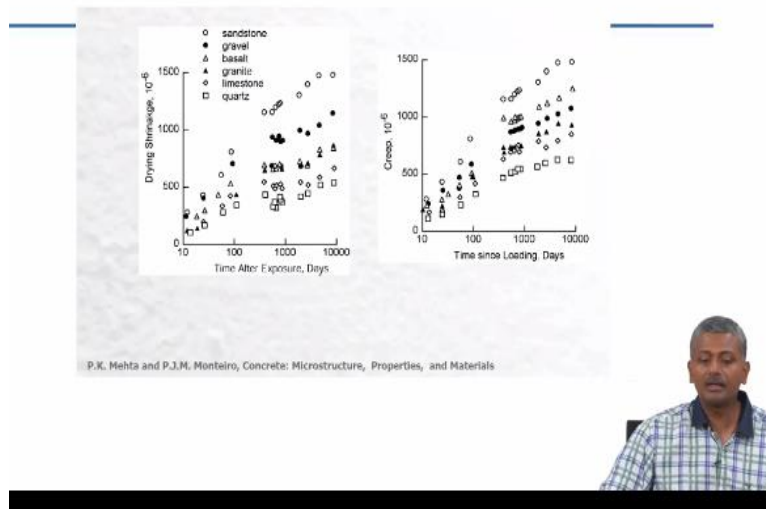 sandstone
gravel
basalt
granite
limestone
quartz
1500
1000
500
0
Drying Shrinakge, 10-6
10
100
1000
10000
Time After Exposure, Days
1500
1000
500
0
Creep, 10-6
10
100
1000
10000
Time since Loading, Days
P.K. Mehta and P.J.M. Monteiro, Concrete: Microstructure, Properties, and Materials